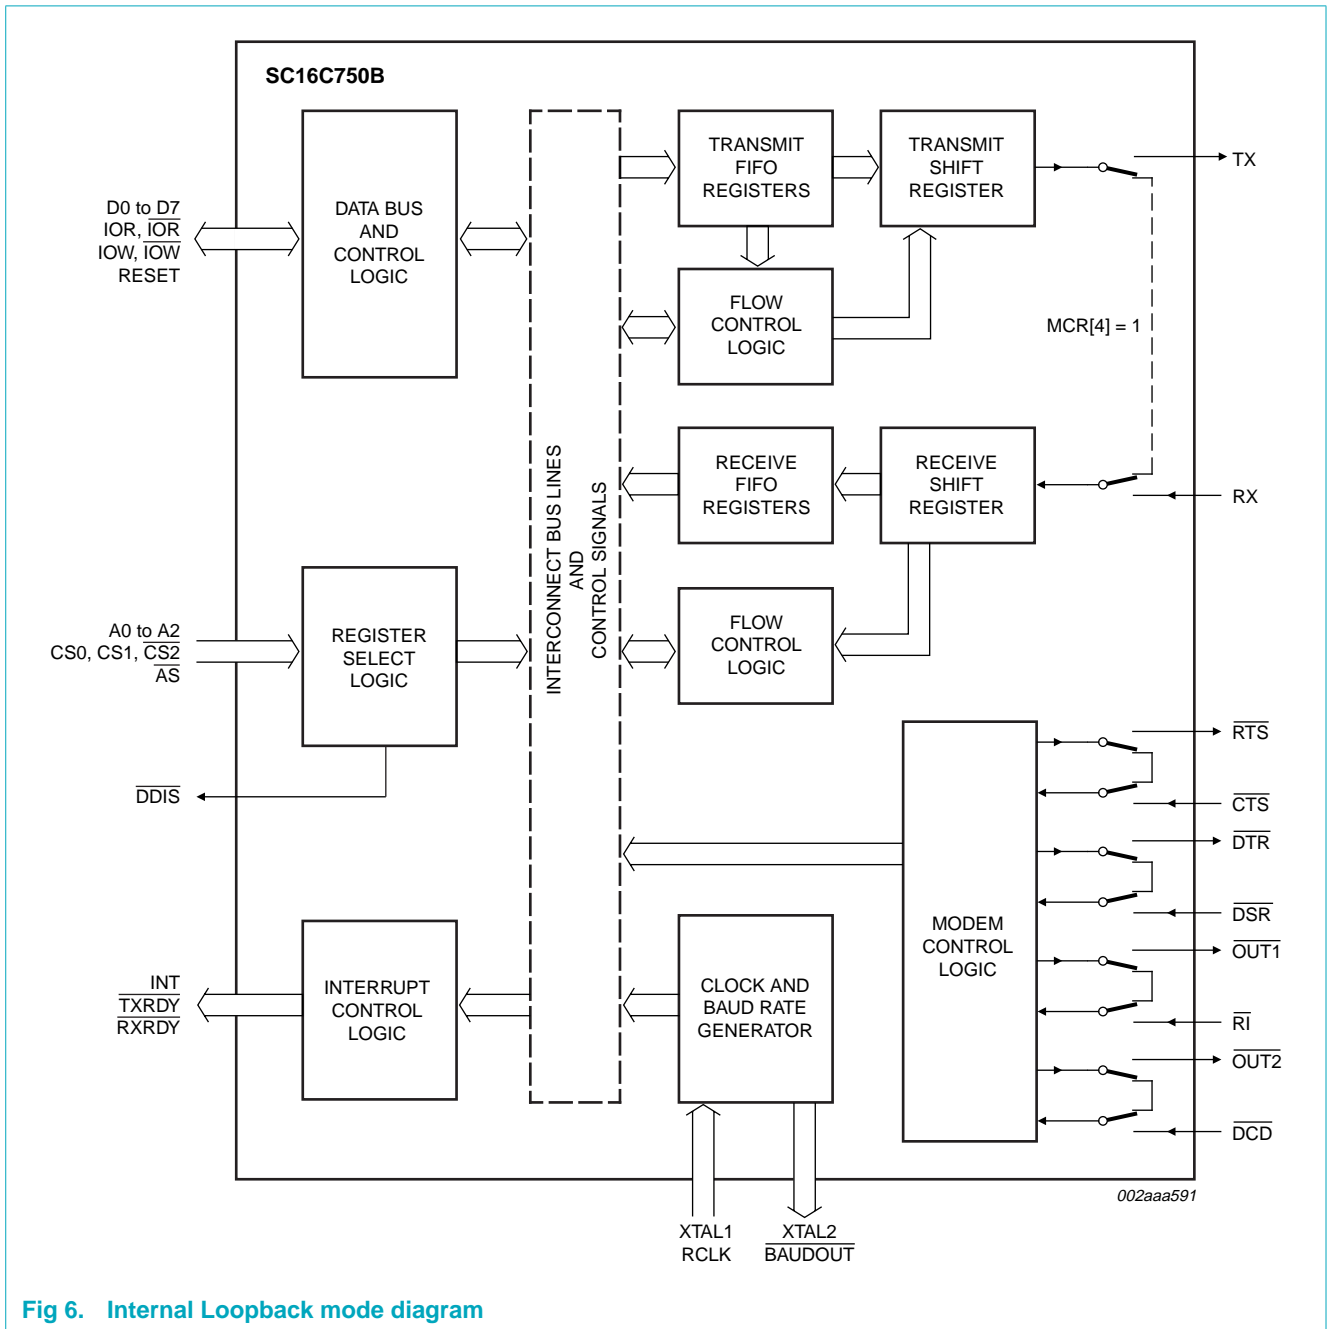 SC16C750B
D0 to D7
IOR, IOR
IOW, IOW
RESET
DATA BUS
AND
CONTROL
LOGIC
TRANSMIT
FIFO
REGISTERS
TRANSMIT
SHIFT
REGISTER
TX
FLOW
CONTROL
LOGIC
MCR[4] = 1
INTERCONNECT BUS LINES
AND
CONTROL SIGNALS
RECEIVE
FIFO
REGISTERS
RECEIVE
SHIFT
REGISTER
RX
A0 to A2
CS0, CS1, CS2
AS
REGISTER
SELECT
LOGIC
FLOW
CONTROL
LOGIC
DDIS
RTS
CTS
DTR
DSR
OUT1
RI
OUT2
DCD
MODEM
CONTROL
LOGIC
INT
TXRDY
RXRDY
INTERRUPT
CONTROL
LOGIC
CLOCK AND
BAUD RATE
GENERATOR
XTAL1
RCLK
XTAL2
BAUDOUT
002aaa591
Fig 6. Internal Loopback mode diagram